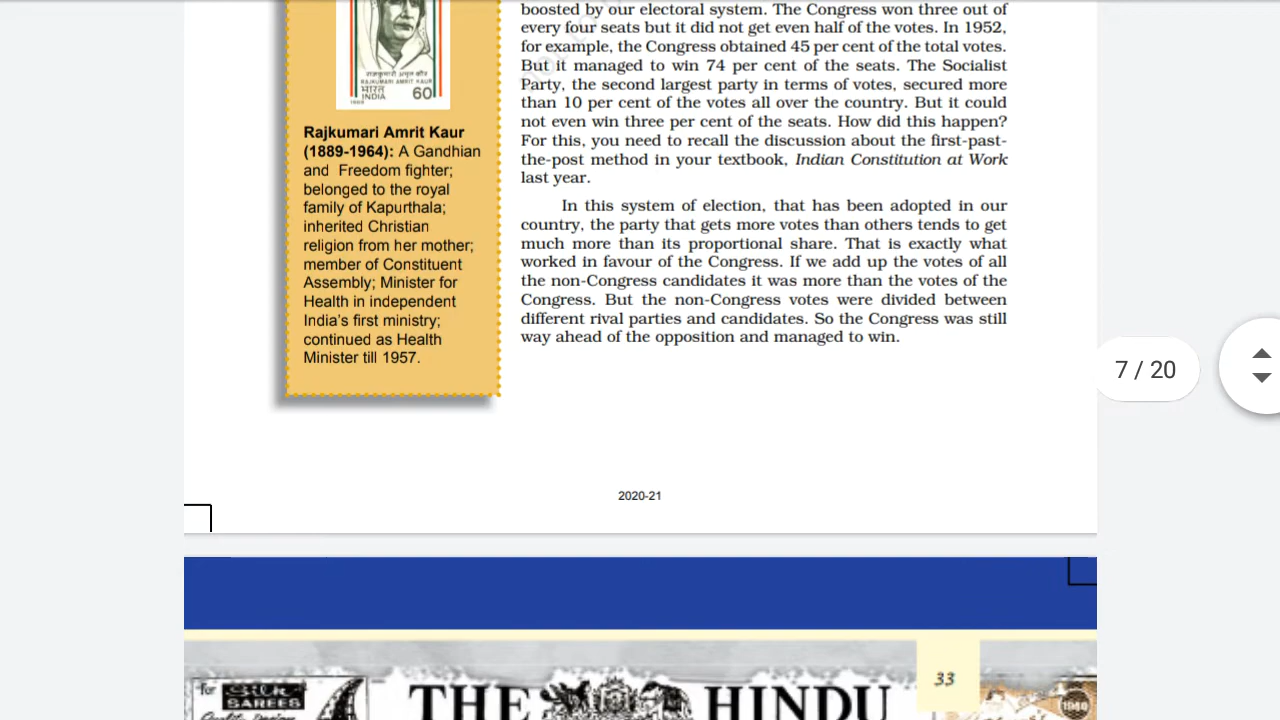 राजकुमारी अमृत कौर
RAJKUMARI AMRIT KAUR
भारत
INDIA 60
Rajkumari Amrit Kaur
(1889-1964): A Gandhian
and Freedom fighter;
belonged to the royal
family of Kapurthala;
inherited Christian
religion from her mother;
member of Constituent
Assembly; Minister for
Health in independent
India's first ministry;
continued as Health
Minister till 1957.
boosted by our electoral system. The Congress won three out of
every four seats but it did not get even half of the votes. In 1952,
for example, the Congress obtained 45 per cent of the total votes.
But it managed to win 74 per cent of the seats. The Socialist
Party, the second largest party in terms of votes, secured more
than 10 per cent of the votes all over the country. But it could
not even win three per cent of the seats. How did this happen?
For this, you need to recall the discussion about the first-past-
the-post method in your textbook, Indian Constitution at Work
last year.
In this system of election, that has been adopted in our
country, the party that gets more votes than others tends to get
much more than its proportional share. That is exactly what
worked in favour of the Congress. If we add up the votes of all
the non-Congress candidates it was more than the votes of the
Congress. But the non-Congress votes were divided between
different rival parties and candidates. So the Congress was still
way ahead of the opposition and managed to win.
7 / 20
2020-21
33
for Silk
SAREES
THE HINDU